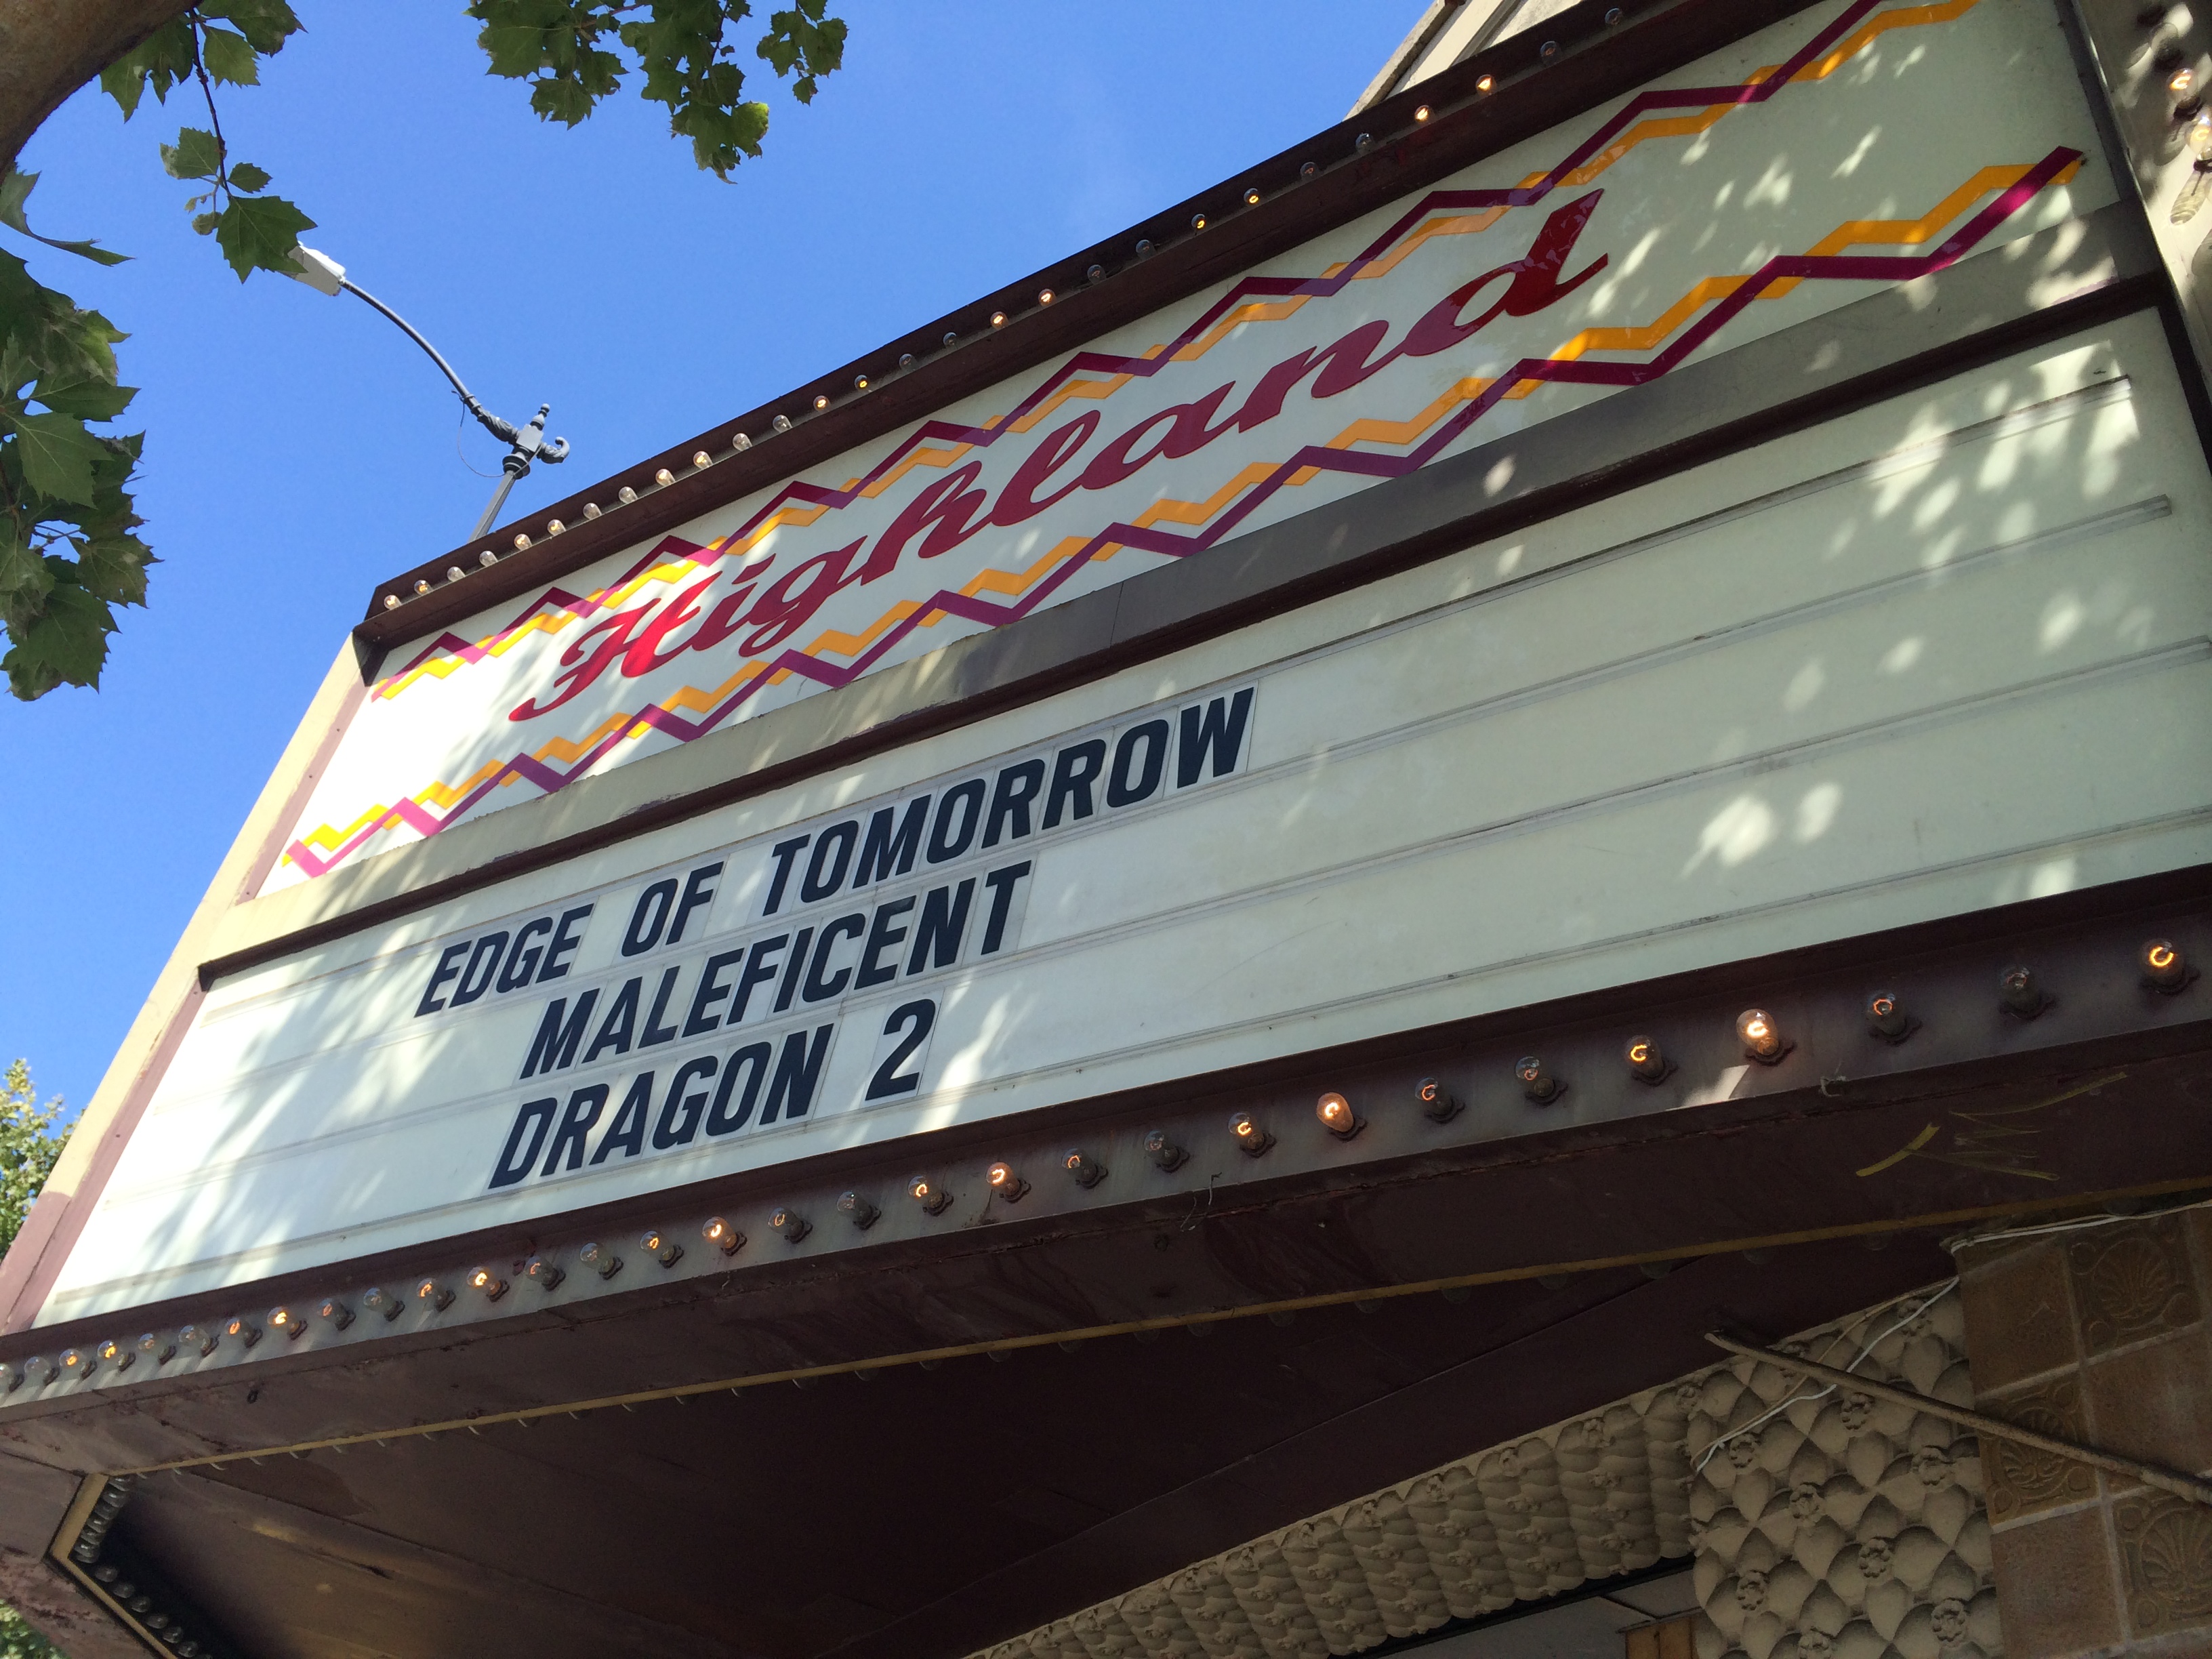 Highland
EDGE OF TOMORROW
MALEFICENT
DRAGON 2